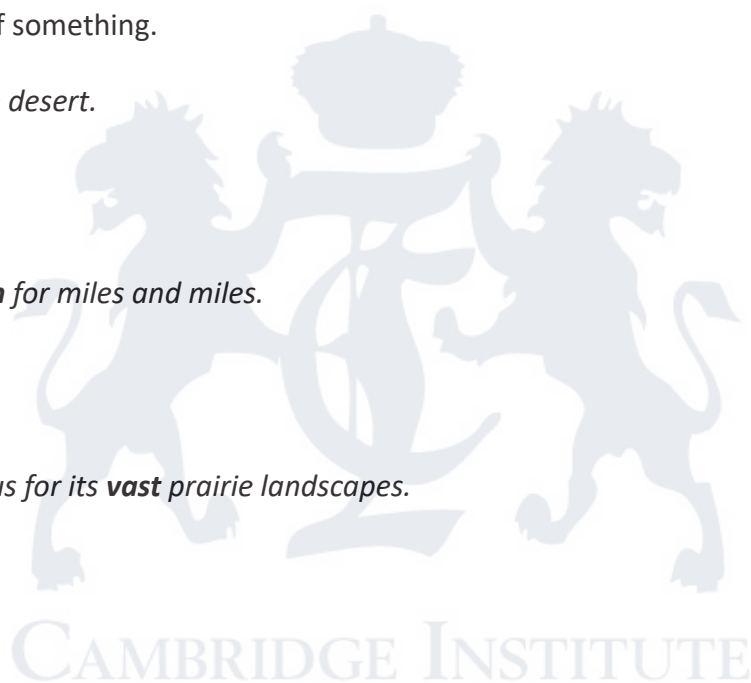 f something.
desert.
for miles and miles.
us for its vast prairie landscapes.
CAMBRIDGE INSTITUTE